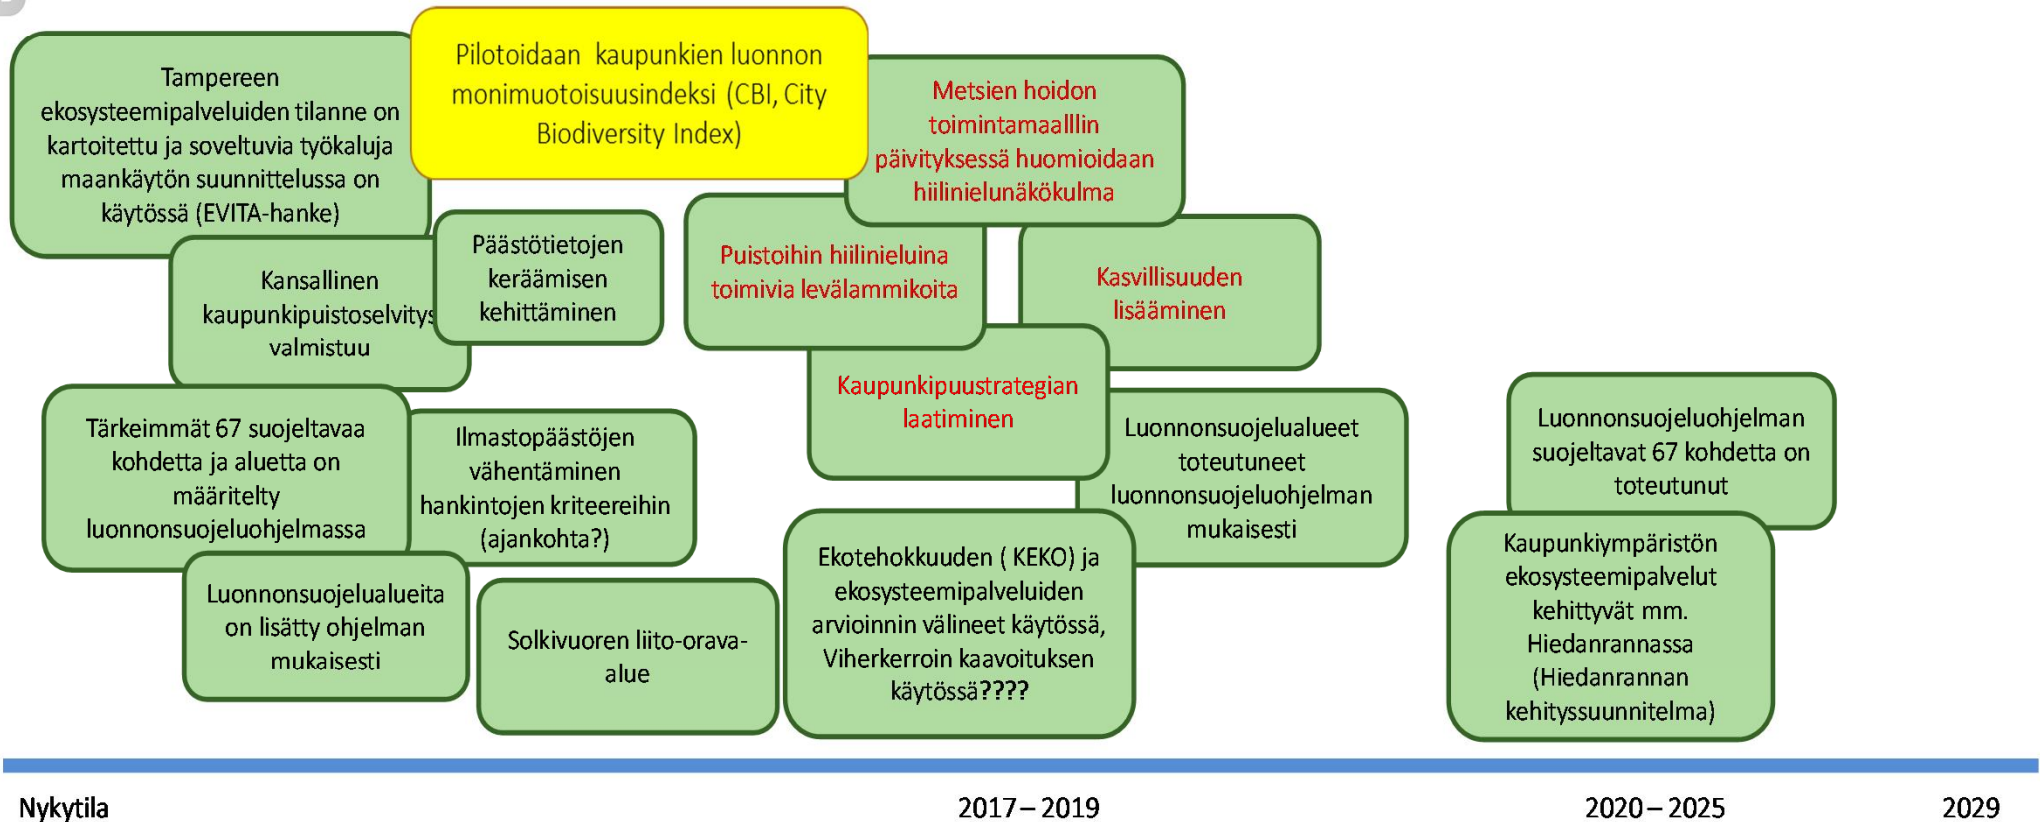 Tampereen
ekosysteemipalveluiden tilanne on
kartoitettu ja soveltuvia työkaluja
maankäytön suunnittelussa on
käytössä (EVITA-hanke)
Pilotoidaan kaupunkien luonnon
monimuotoisuusindeksi (CBI, City
Biodiversity Index)
Metsien hoidon
toimintamaalllin
päivityksessä huomioidaan
hiilinielunäkökulma
Kansallinen
kaupunkipuistoselvitys
valmistuu
Päästötietojen
keräämisen
kehittäminen
Puistoihin hiilinieluina
toimivia levälammikoita
Kasvillisuuden
lisääminen
Kaupunkipuustrategian
laatiminen
Tärkeimmät 67 suojeltavaa
kohdetta ja aluetta on
määritelty
luonnonsuojeluohjelmassa
Ilmastopäästöjen
vähentäminen
hankintojen kriteereihin
(ajankohta?)
Luonnonsuojelualueet
toteutuneet
luonnonsuojeluohjelman
mukaisesti
Luonnonsuojeluohjelman
suojeltavat 67 kohdetta on
toteutunut
Luonnonsuojelualueita
on lisätty ohjelman
mukaisesti
Solkivuoren liito-orava-
alue
Ekotehokkuuden ( KEKO) ja
ekosysteemipalveluiden
arvioinnin välineet käytössä,
Viherkerroin kaavoituksen
käytössä????
Kaupunkiympäristön
ekosysteemipalvelut
kehittyvät mm.
Hiedanrannassa
(Hiedanrannan
kehityssuunnitelma)
Nykytila
2017 – 2019
2020 – 2025
2029